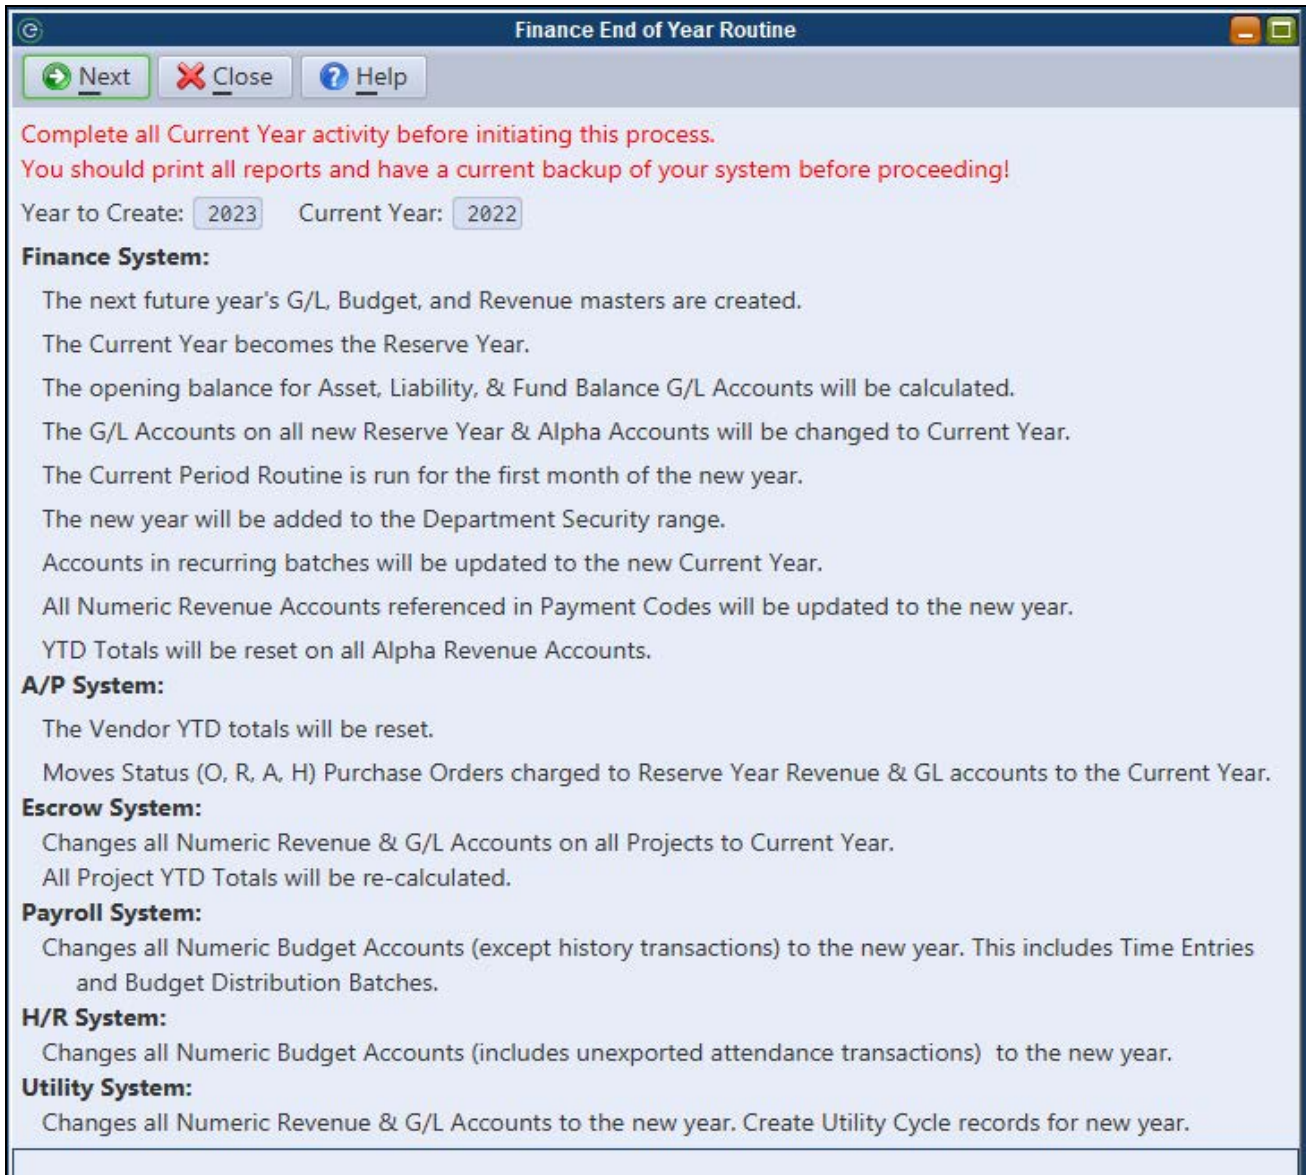 Finance End of Year Routine
Next Close Help
Complete all Current Year activity before initiating this process.
You should print all reports and have a current backup of your system before proceeding!
Year to Create: 2023 Current Year: 2022
Finance System:
The next future year's G/L, Budget, and Revenue masters are created.
The Current Year becomes the Reserve Year.
The opening balance for Asset, Liability, & Fund Balance G/L Accounts will be calculated.
The G/L Accounts on all new Reserve Year & Alpha Accounts will be changed to Current Year.
The Current Period Routine is run for the first month of the new year.
The new year will be added to the Department Security range.
Accounts in recurring batches will be updated to the new Current Year.
All Numeric Revenue Accounts referenced in Payment Codes will be updated to the new year.
YTD Totals will be reset on all Alpha Revenue Accounts.
A/P System:
The Vendor YTD totals will be reset.
Moves Status (O, R, A, H) Purchase Orders charged to Reserve Year Revenue & GL accounts to the Current Year.
Escrow System:
Changes all Numeric Revenue & G/L Accounts on all Projects to Current Year.
All Project YTD Totals will be re-calculated.
Payroll System:
Changes all Numeric Budget Accounts (except history transactions) to the new year. This includes Time Entries
and Budget Distribution Batches.
H/R System:
Changes all Numeric Budget Accounts (includes unexported attendance transactions) to the new year.
Utility System:
Changes all Numeric Revenue & G/L Accounts to the new year. Create Utility Cycle records for new year.